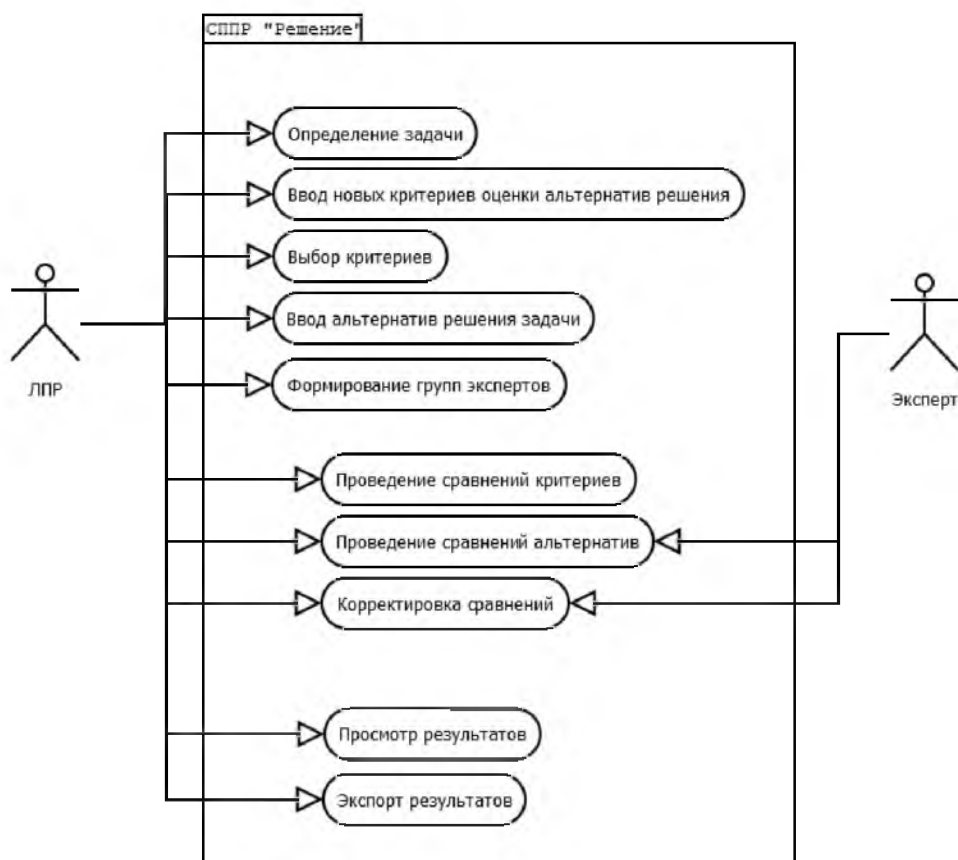 СППР "Решение"
Определение задачи
Ввод новых критериев оценки альтернатив решения
Выбор критериев
Ввод альтернатив решения задачи
Формирование групп экспертов
ЛПР
Эксперт
Проведение сравнений критериев
Проведение сравнений альтернатив
Корректировка сравнений
Просмотр результатов
Экспорт результатов